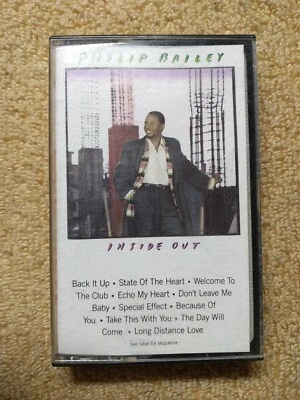 PHILIP BAILEY
INSIDE OUT
Back It Up • State Of The Heart • Welcome To
The Club • Echo My Heart • Don't Leave Me
Baby • Special Effect • Because Of
You • Take This With You • The Day Will
Come • Long Distance Love
See label for sequence.